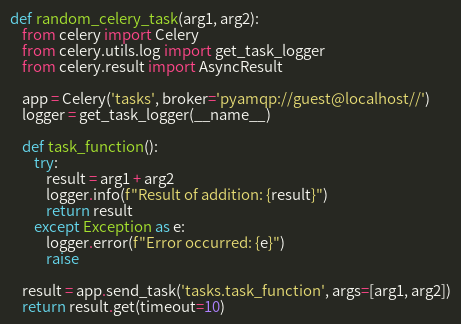 def random_celery_task(arg1, arg2):
    from celery import Celery
    from celery.utils.log import get_task_logger
    from celery.result import AsyncResult

    app = Celery('tasks', broker='pyamqp://guest@localhost//')
    logger = get_task_logger(__name__)

    def task_function():
        try:
            result = arg1 + arg2
            logger.info(f"Result of addition: {result}")
            return result
        except Exception as e:
            logger.error(f"Error occurred: {e}")
            raise

    result = app.send_task('tasks.task_function', args=[arg1, arg2])
    return result.get(timeout=10)